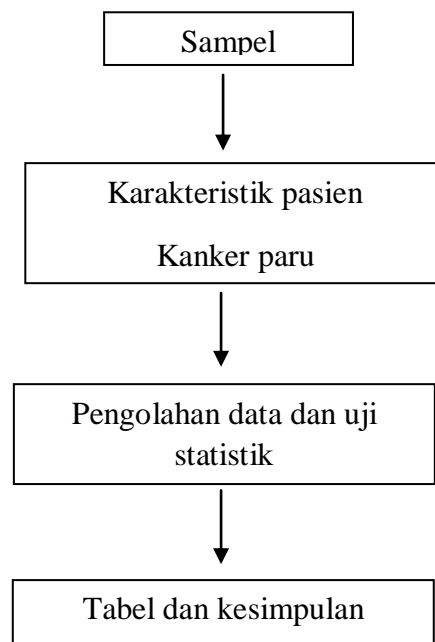 Sampel
Karakteristik pasien
Kanker paru
Pengolahan data dan uji
statistik
Tabel dan kesimpulan